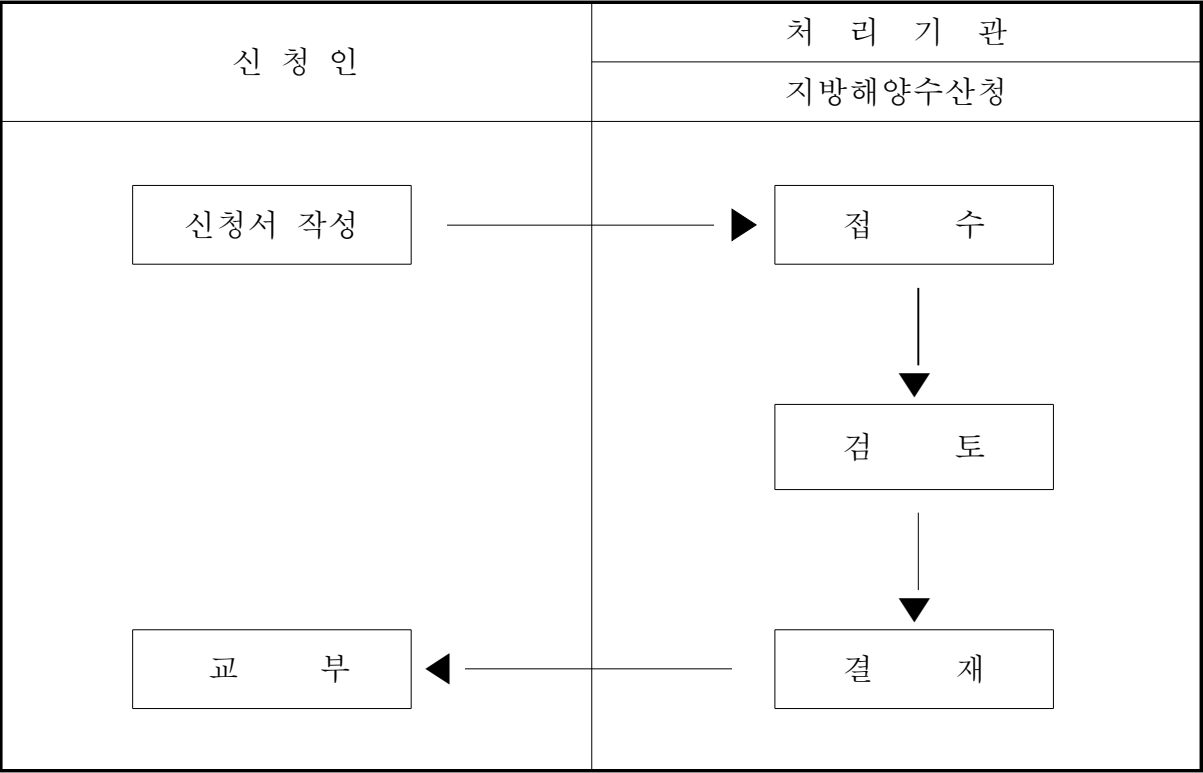 신 청 인
처 리 기 관
지방해양수산청
신청서 작성
접 수
검 토
교 부
결 재